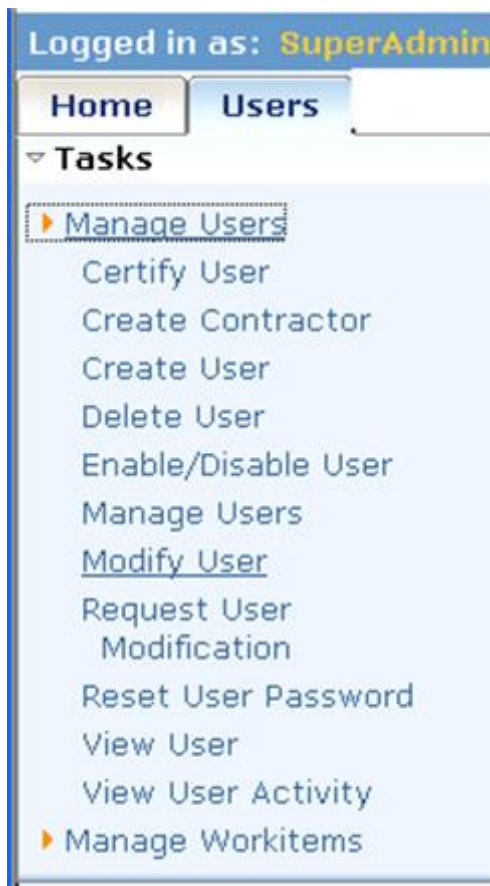 Logged in as: SuperAdmin
Home Users
Tasks
Manage Users
Certify User
Create Contractor
Create User
Delete User
Enable/Disable User
Manage Users
Modify User
Request User
Modification
Reset User Password
View User
View User Activity
Manage Workitems